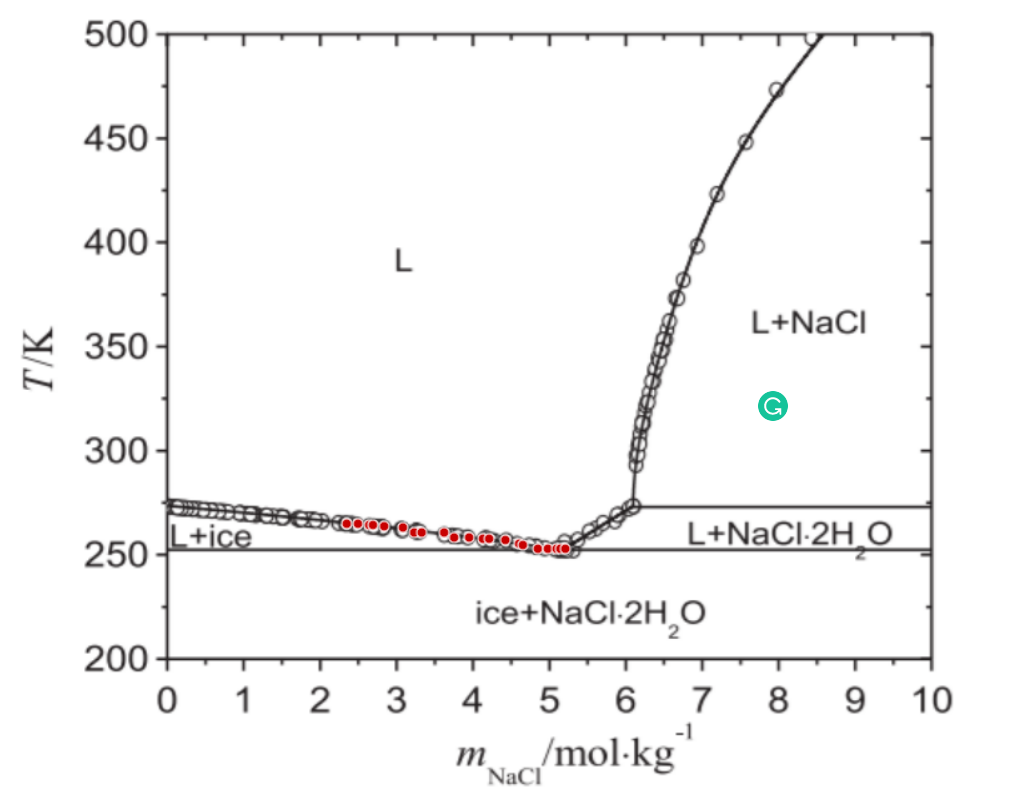 500
450
400
350
300
250
200
T/K
L
L+NaCl
L+ice
L+NaCl·2H₂O
ice+NaCl·2H₂O
0 1 2 3 4 5 6 7 8 9 10
m_NaCl/mol·kg⁻¹
G